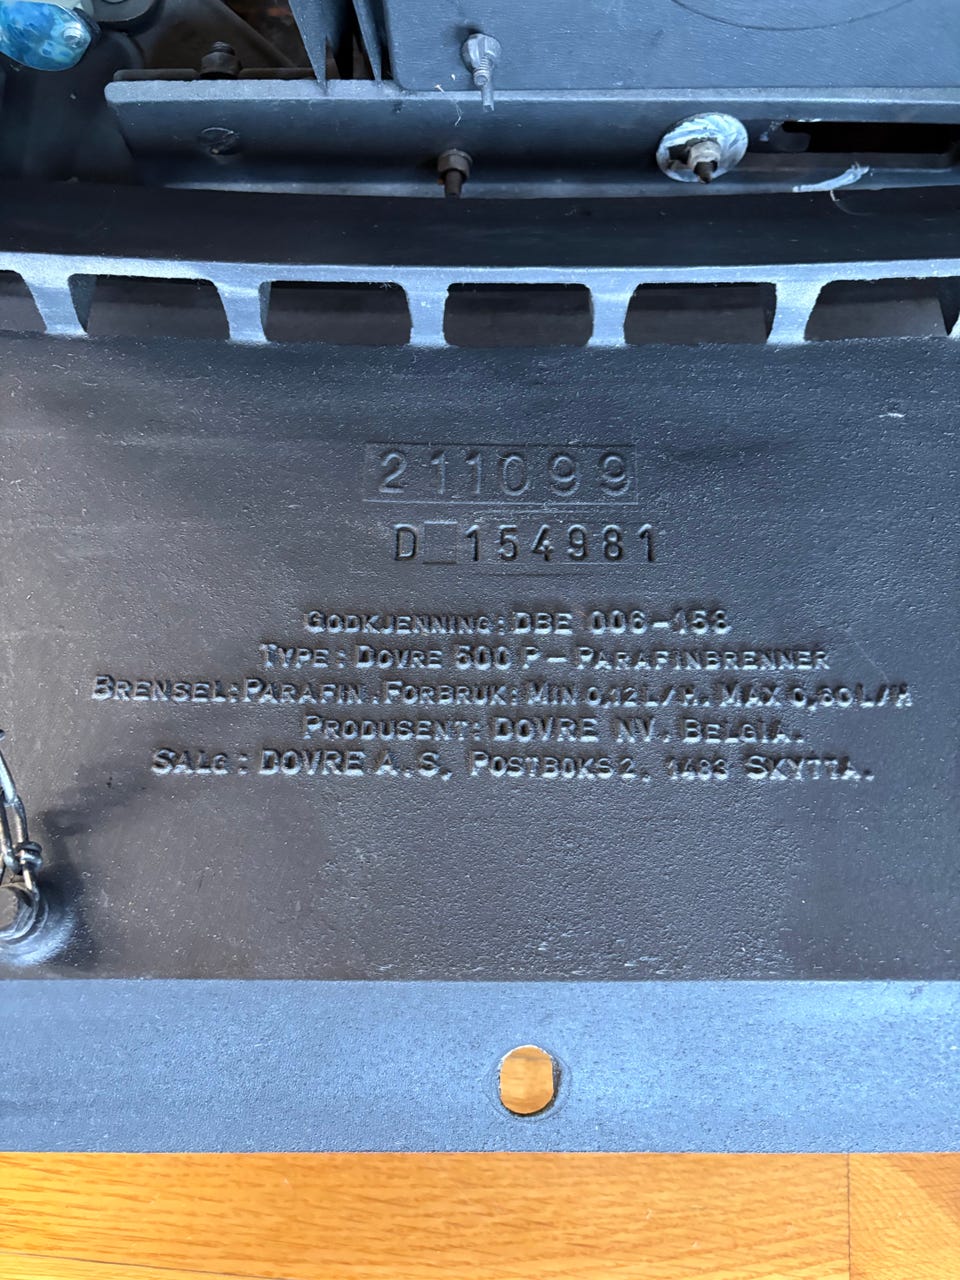 211099
D 154981
GODKJENNING: DBE 006-158
TYPE: DOVRE 500 P - PARAFINBRENNER
BRENSEL: PARAFIN. FORBRUK: MIN 0,12 L/H. MAX 0,60 L/H
PRODUSENT: DOVRE NV. BELGIA.
SALG: DOVRE A.S, POSTBOKS 2, 1483 SKYTTA.